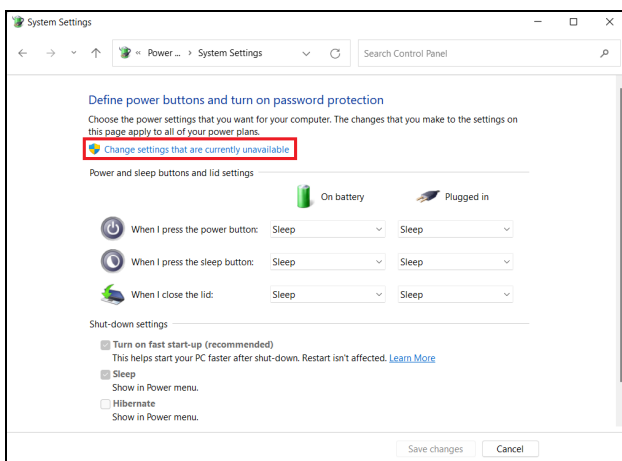 System Settings
« Power ... › System Settings
Search Control Panel
Define power buttons and turn on password protection
Choose the power settings that you want for your computer. The changes that you make to the settings on
this page apply to all of your power plans.
Change settings that are currently unavailable
Power and sleep buttons and lid settings
On battery Plugged in
When I press the power button: Sleep Sleep
When I press the sleep button: Sleep Sleep
When I close the lid: Sleep Sleep
Shut-down settings
Turn on fast start-up (recommended)
This helps start your PC faster after shut-down. Restart isn't affected. Learn More
Sleep
Show in Power menu.
Hibernate
Show in Power menu.
Save changes Cancel